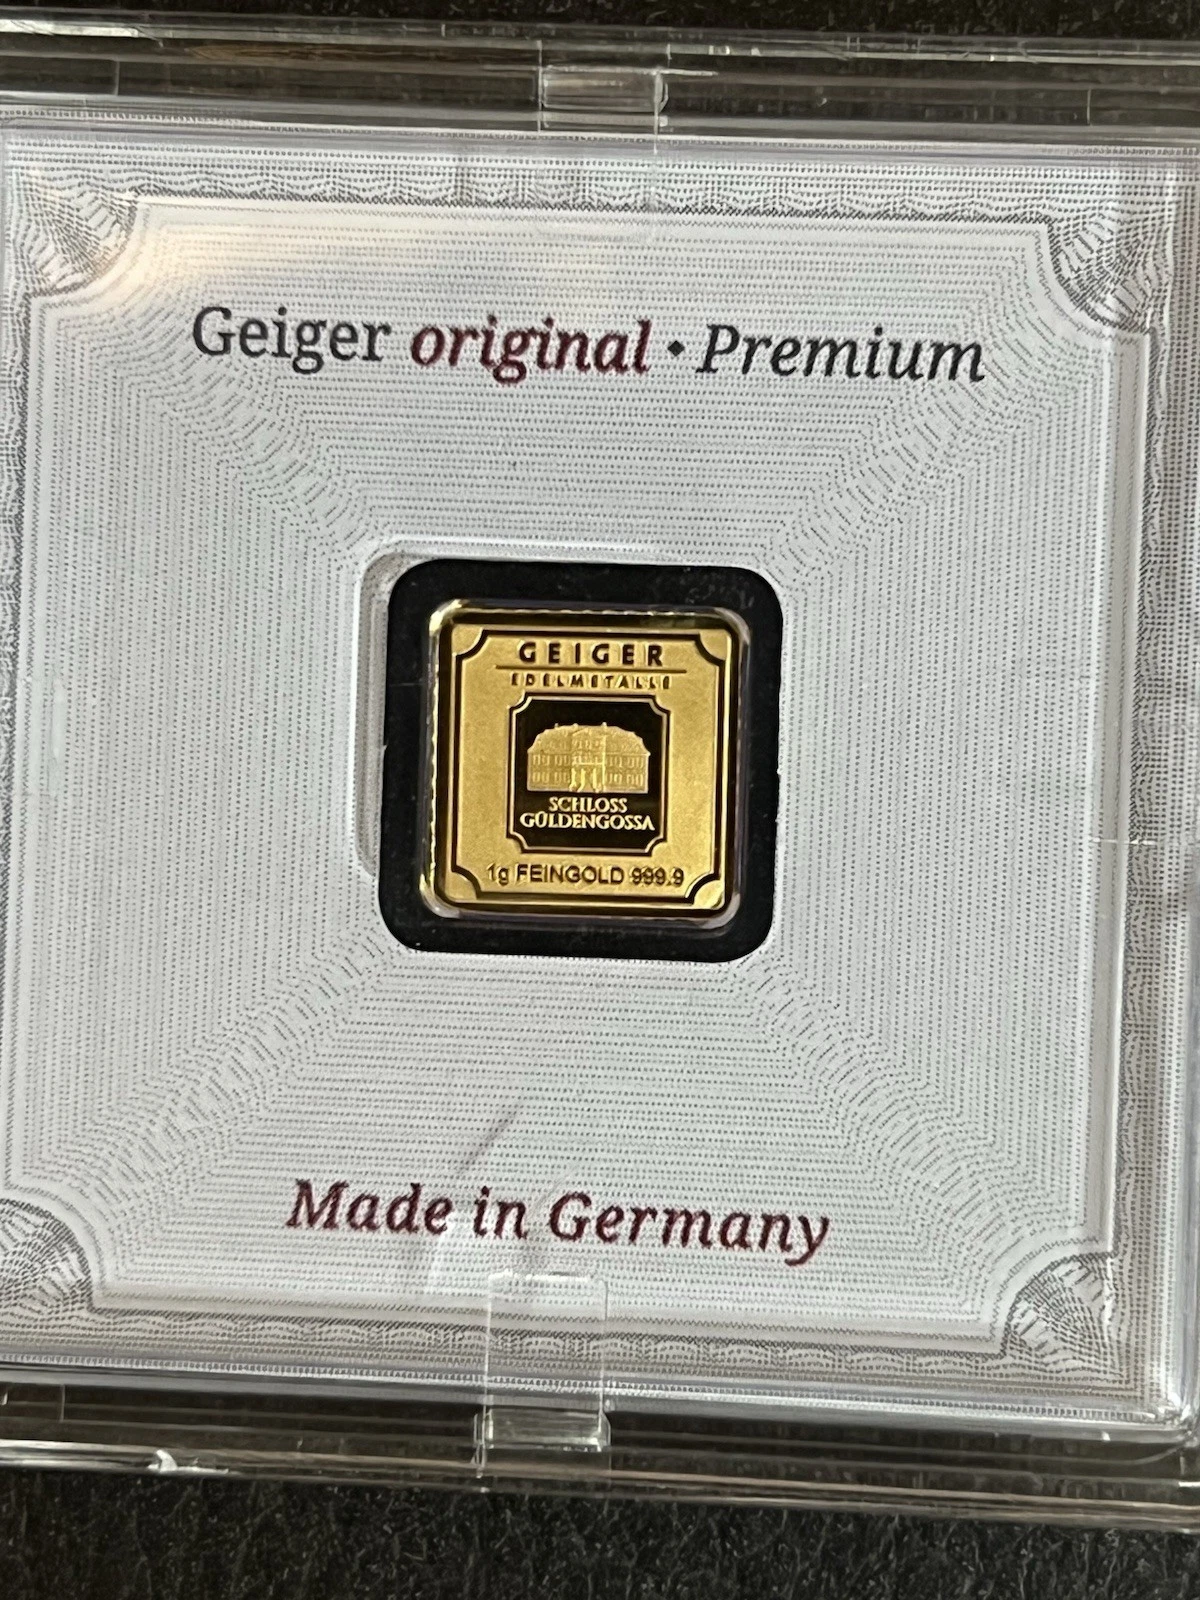 Geiger original • Premium
GEIGER
EDELMETALLE
SCHLOSS
GÜLDENGOSSA
1g FEINGOLD 999.9
Made in Germany